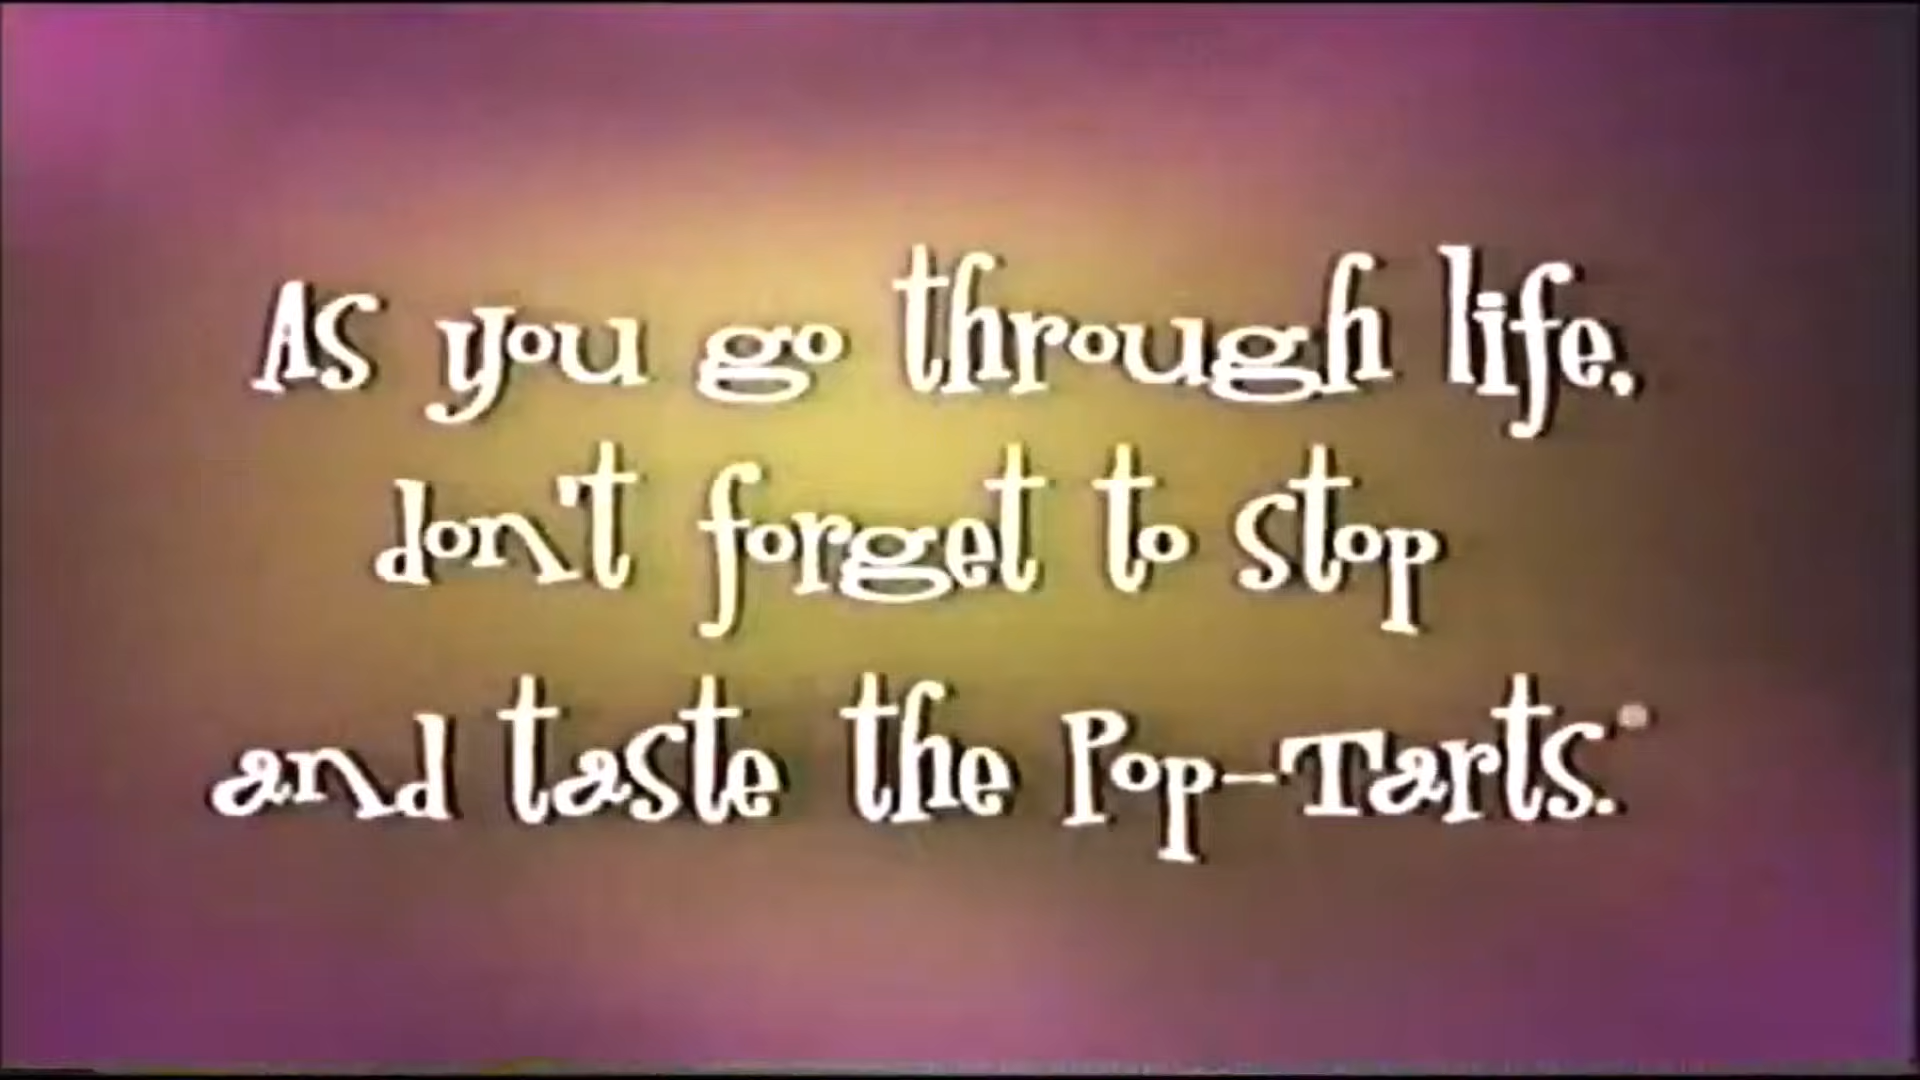 As you go through life,
don't forget to stop
and taste the Pop-Tarts.®